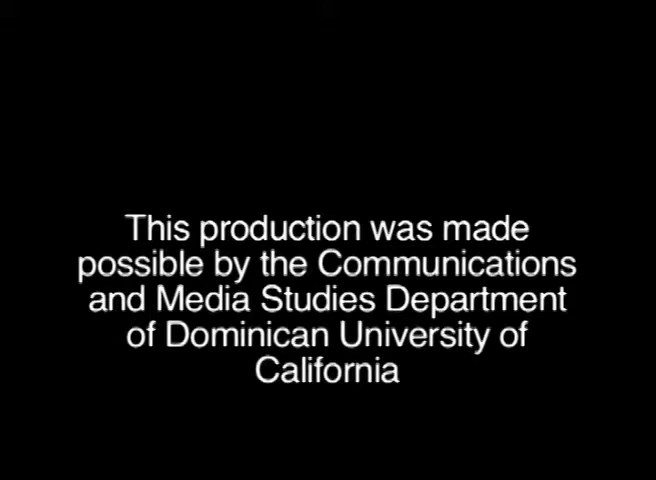 This production was made
possible by the Communications
and Media Studies Department
of Dominican University of
California